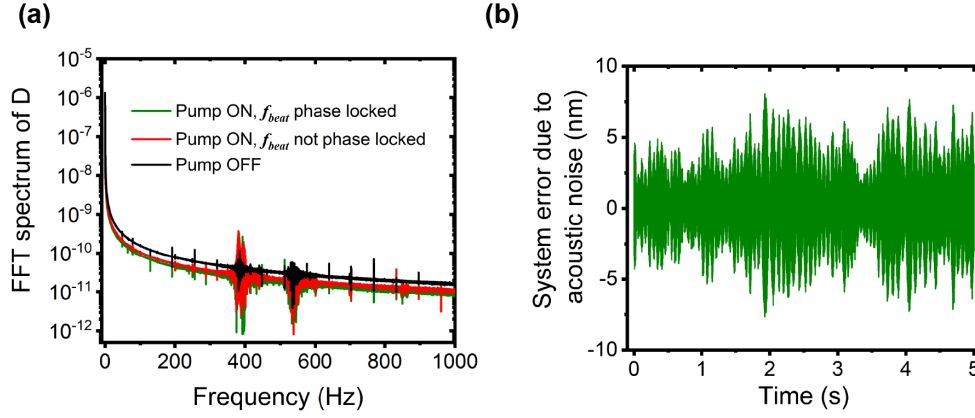 (a)
FFT spectrum of D
10⁻⁵
10⁻⁶
10⁻⁷
10⁻⁸
10⁻⁹
10⁻¹⁰
10⁻¹¹
10⁻¹²
Pump ON, f_beat phase locked
Pump ON, f_beat not phase locked
Pump OFF
0 200 400 600 800 1000
Frequency (Hz)
(b)
System error due to
acoustic noise (nm)
10
5
0
-5
-10
0 1 2 3 4 5
Time (s)